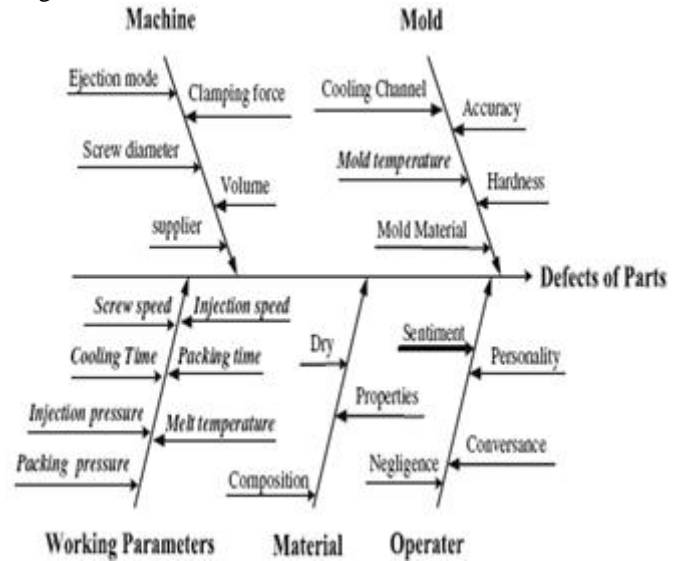 Machine
Mold
Ejection mode
Clamping force
Screw diameter
Volume
supplier
Cooling Channel
Accuracy
Mold temperature
Hardness
Mold Material
Defects of Parts
Screw speed
Injection speed
Cooling Time
Packing time
Injection pressure
Melt temperature
Packing pressure
Dry
Properties
Composition
Sentiment
Personality
Conversance
Negligence
Working Parameters
Material
Operater